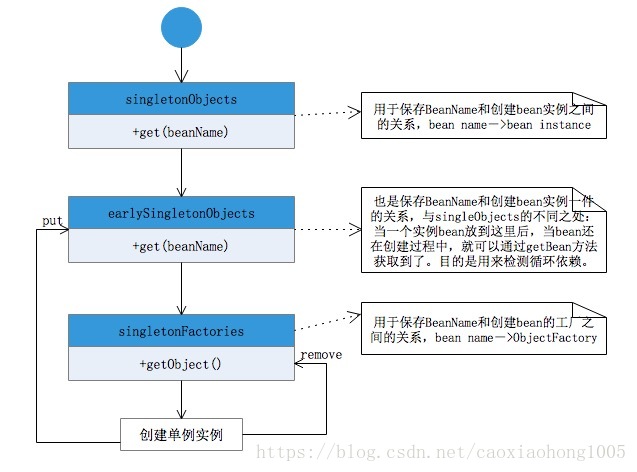 singletonObjects
+get(beanName)
用于保存BeanName和创建bean实例之间
的关系，bean name－>bean instance
put
earlySingletonObjects
+get(beanName)
也是保存BeanName和创建bean实例一件
的关系，与singleObjects的不同之处：
当一个实例bean放到这里后，当bean还
在创建过程中，就可以通过getBean方法
获取到了。目的是用来检测循环依赖。
singletonFactories
+getObject()
用于保存BeanName和创建bean的工厂之
间的关系，bean name－>ObjectFactory
remove
创建单例实例
https://blog.csdn.net/caoxiaohong1005